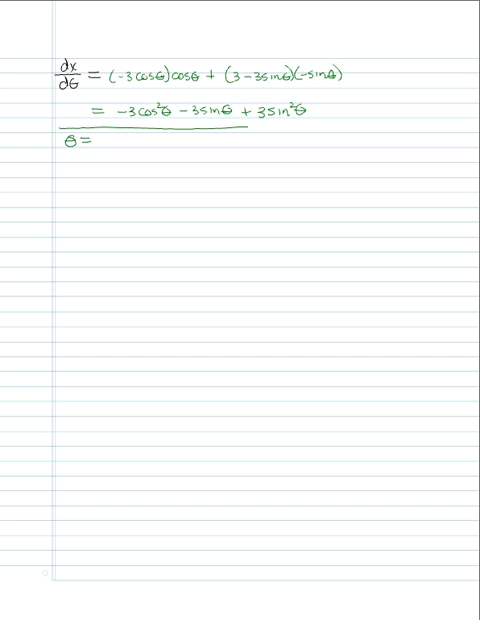 dx/dθ = (-3cosθ)cosθ + (3-3sinθ)(-sinθ)
= -3cos²θ - 3sinθ + 3sin²θ
θ =